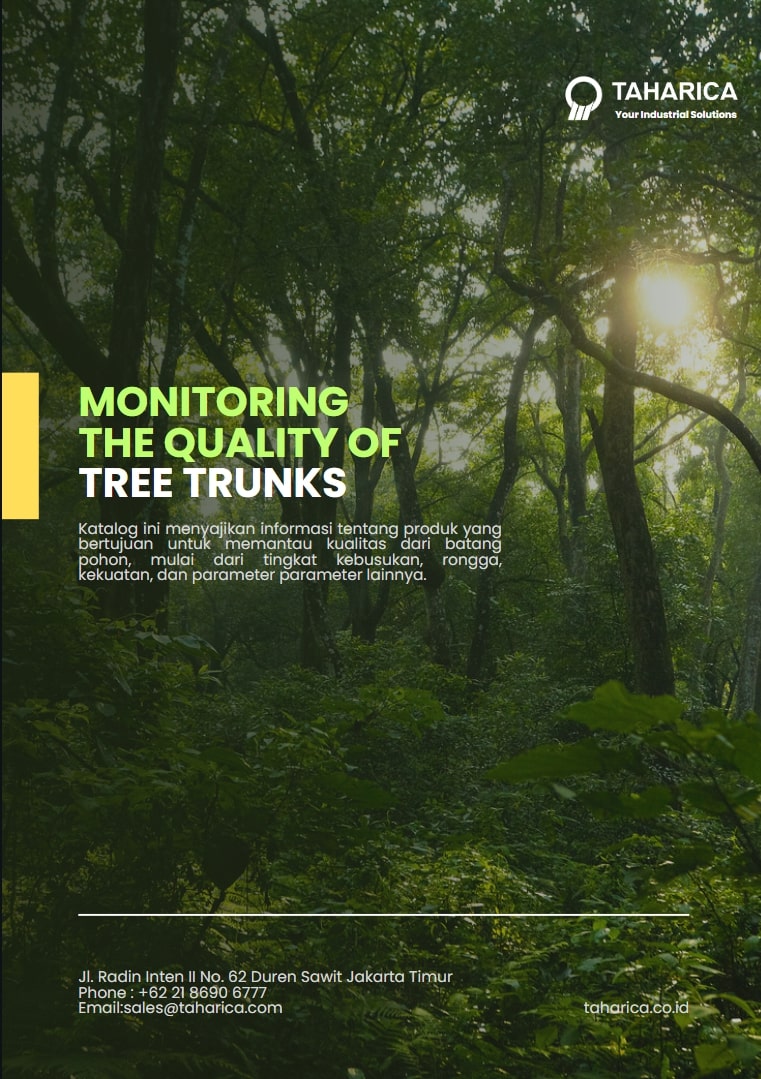 TAHARICA
Your Industrial Solutions
MONITORING
THE QUALITY OF
TREE TRUNKS
Katalog ini menyajikan informasi tentang produk yang
bertujuan untuk memantau kualitas dari batang
pohon, mulai dari tingkat kebusukan, rongga,
kekuatan, dan parameter parameter lainnya.
Jl. Radin Inten II No. 62 Duren Sawit Jakarta Timur
Phone : +62 21 8690 6777
Email:sales@taharica.com
taharica.co.id